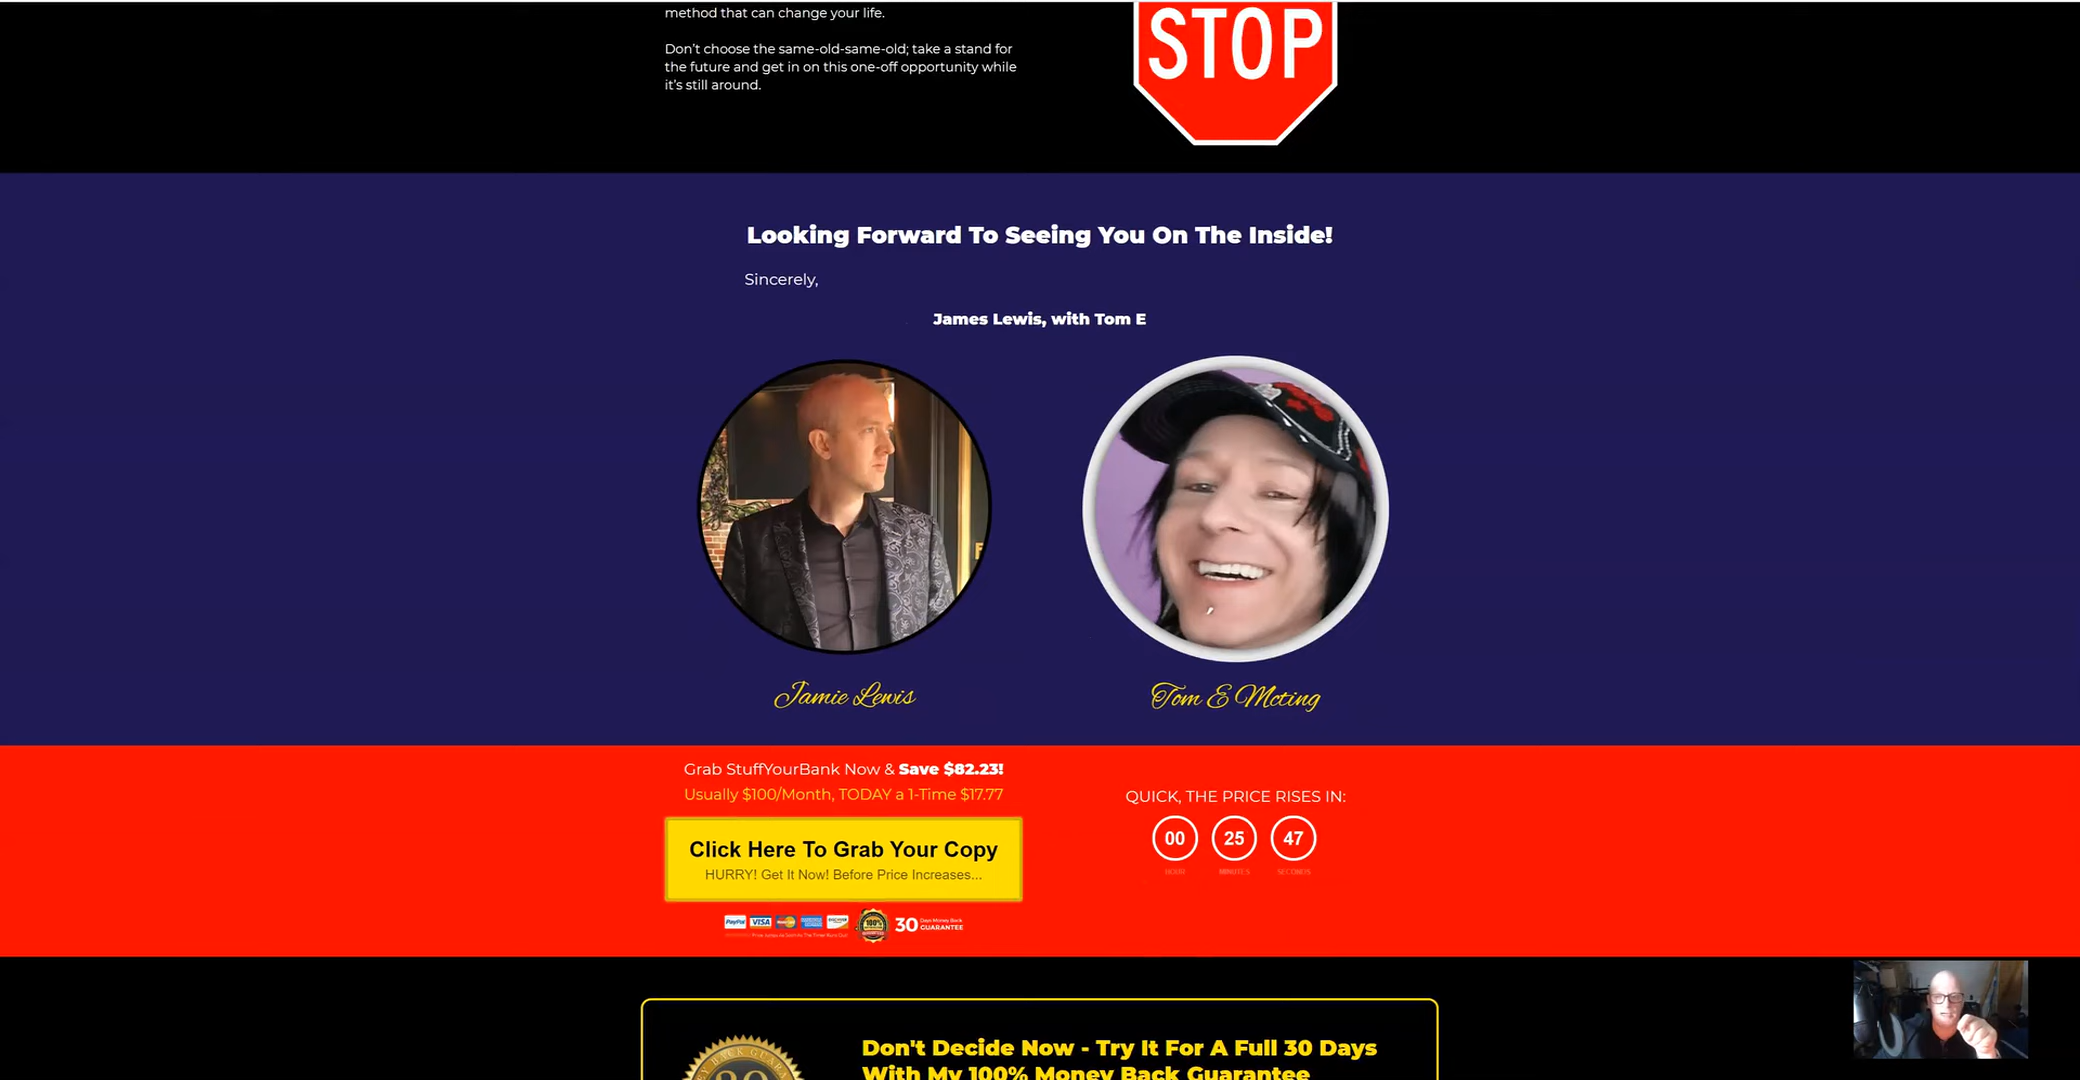 method that can change your life.
Don't choose the same-old-same-old; take a stand for
the future and get in on this one-off opportunity while
it's still around.
STOP
Looking Forward To Seeing You On The Inside!
Sincerely,
James Lewis, with Tom E
Jamie Lewis
Tom E Mcting
Grab StuffYourBank Now & Save $82.23!
Usually $100/Month, TODAY a 1-Time $17.77
Click Here To Grab Your Copy
HURRY! Get It Now! Before Price Increases...
PayPal VISA
100%
30 Days Money Back
GUARANTEE
QUICK, THE PRICE RISES IN:
00 25 47
HOUR MINUTES SECONDS
Don't Decide Now - Try It For A Full 30 Days
With My 100% Money Back Guarantee